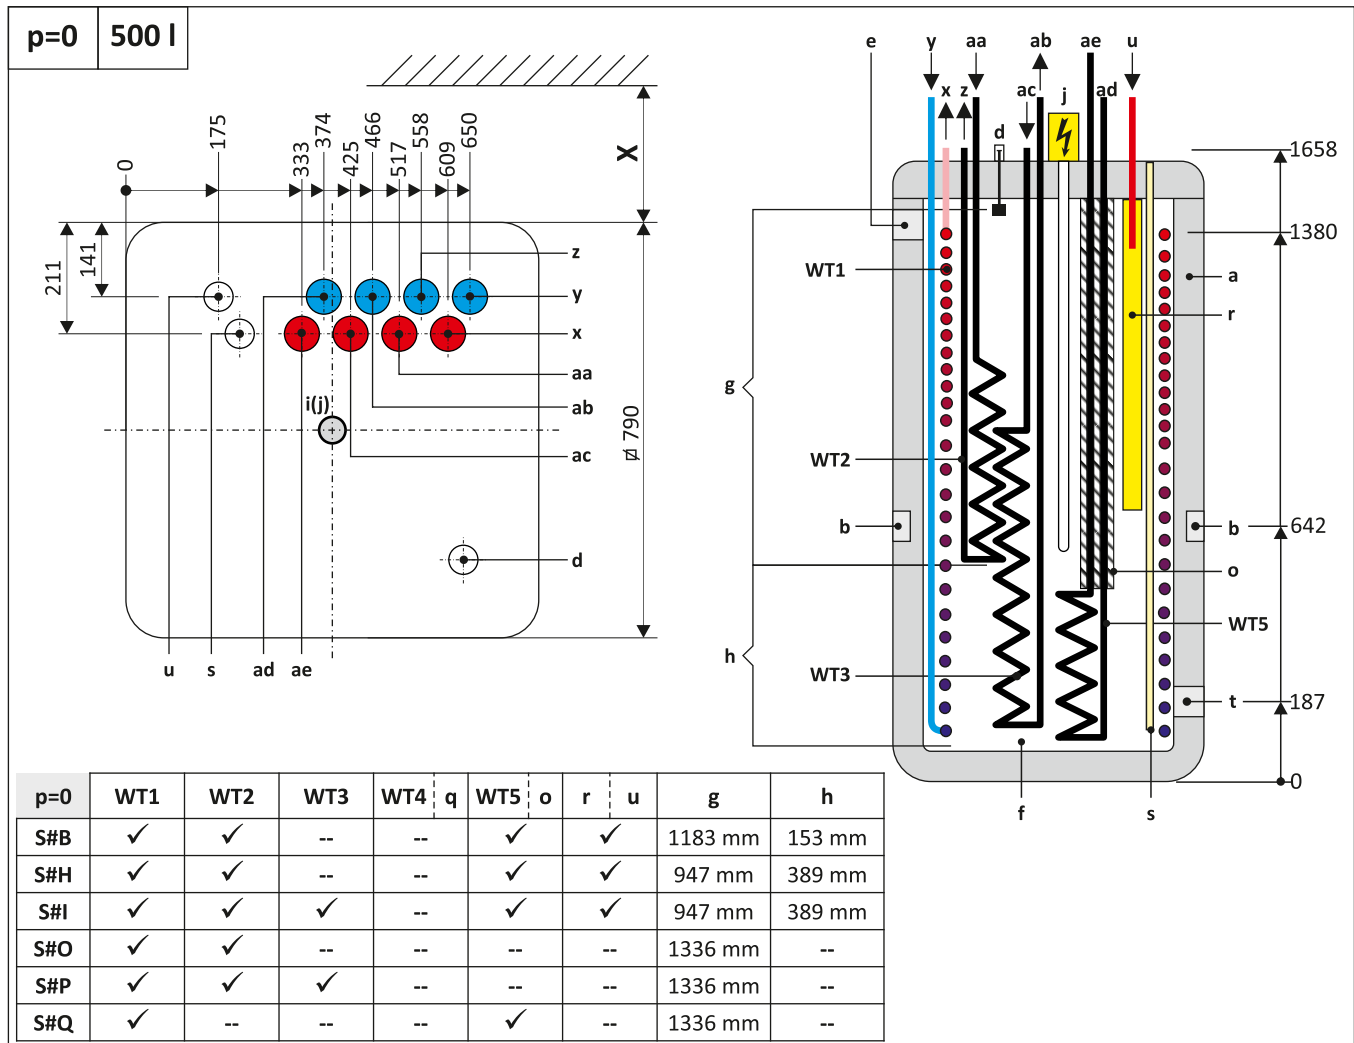 p=0 500 l
0 175 333 374 425 466 517 558 609 650
X
211 141
z
y
x
aa
ab
ac
i(j)
⌀ 790
d
u s ad ae
e y aa ab ae u
x z ac j ad
d
1658
1380
WT1
a
r
g
WT2
b
b
642
o
WT5
h
WT3
t
187
0
f s
p=0 WT1 WT2 WT3 WT4 q WT5 o r u g h
S#B ✓ ✓ -- -- ✓ ✓ 1183 mm 153 mm
S#H ✓ ✓ -- -- ✓ ✓ 947 mm 389 mm
S#I ✓ ✓ ✓ -- ✓ ✓ 947 mm 389 mm
S#O ✓ ✓ -- -- -- -- 1336 mm --
S#P ✓ ✓ ✓ -- -- -- 1336 mm --
S#Q ✓ -- -- -- ✓ -- 1336 mm --